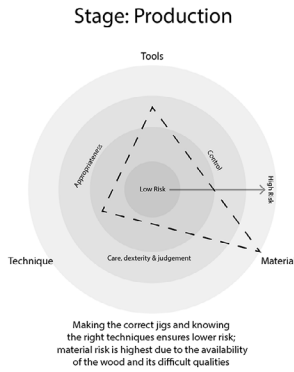 Stage: Production
Tools
Appropriateness
Control
Low Risk
High Risk
Technique
Care, dexterity & judgement
Materia
Making the correct jigs and knowing
the right techniques ensures lower risk;
material risk is highest due to the availability
of the wood and its difficult qualities